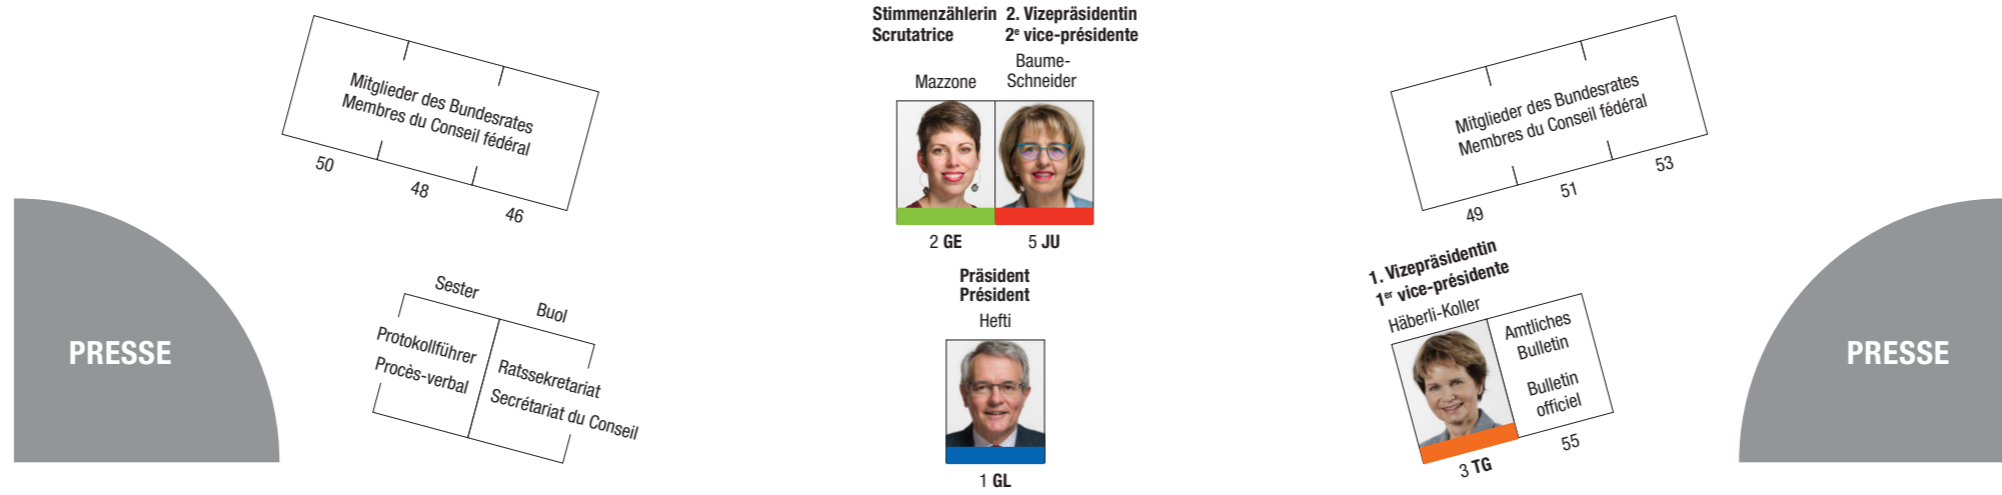 Mitglieder des Bundesrates
Membres du Conseil fédéral
50
48
46
Stimmenzählerin
Scrutatrice
Mazzone
2 GE
2. Vizepräsidentin
2e vice-présidente
Baume-
Schneider
5 JU
Mitglieder des Bundesrates
Membres du Conseil fédéral
49
51
53
PRESSE
Sester
Protokollführer
Procès-verbal
Buol
Ratssekretariat
Secrétariat du Conseil
Präsident
Président
Hefti
1 GL
1. Vizepräsidentin
1er vice-présidente
Häberli-Koller
3 TG
Amtliches
Bulletin
Bulletin
officiel
55
PRESSE